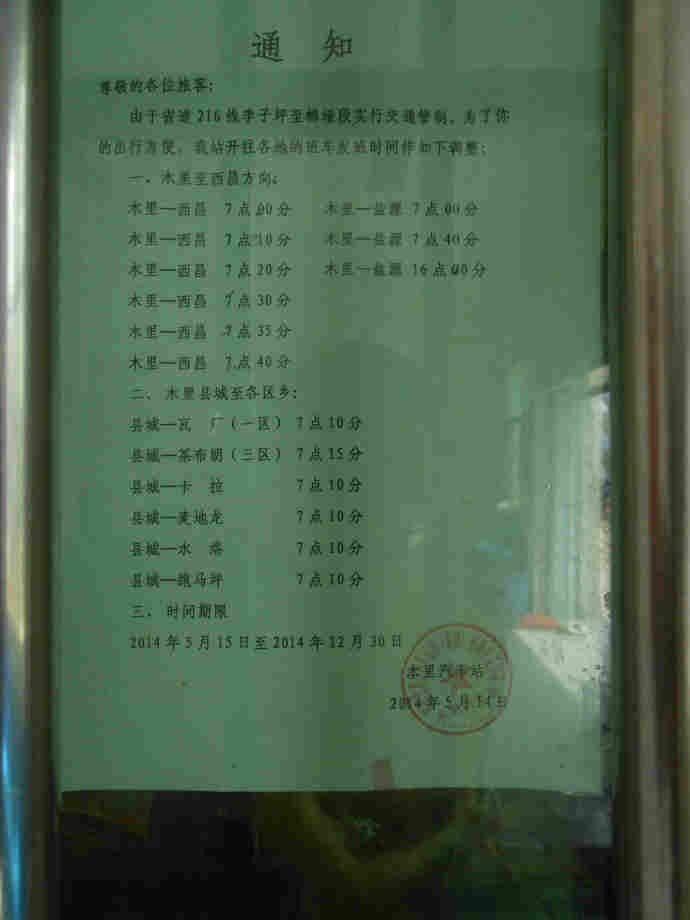 通 知
尊敬的各位旅客:
由于省道216线李子坪至棉垭段实行交通管制,为了你
的出行方便,我站开往各地的班车发班时间作如下调整:
一、木里至西昌方向:
木里—西昌 7点00分 木里—盐源 7点00分
木里—西昌 7点10分 木里—盐源 7点40分
木里—西昌 7点20分 木里—盐源 16点00分
木里—西昌 7点30分
木里—西昌 7点35分
木里—西昌 7点40分
二、木里县城至各区乡:
县城—瓦 厂(一区) 7点10分
县城—茶布朗(三区) 7点15分
县城—卡 拉 7点10分
县城—麦地龙 7点10分
县城—水 洛 7点10分
县城—跑马坪 7点10分
三、时间期限
2014年5月15日至2014年12月30日
木里汽车站
2014年5月14日